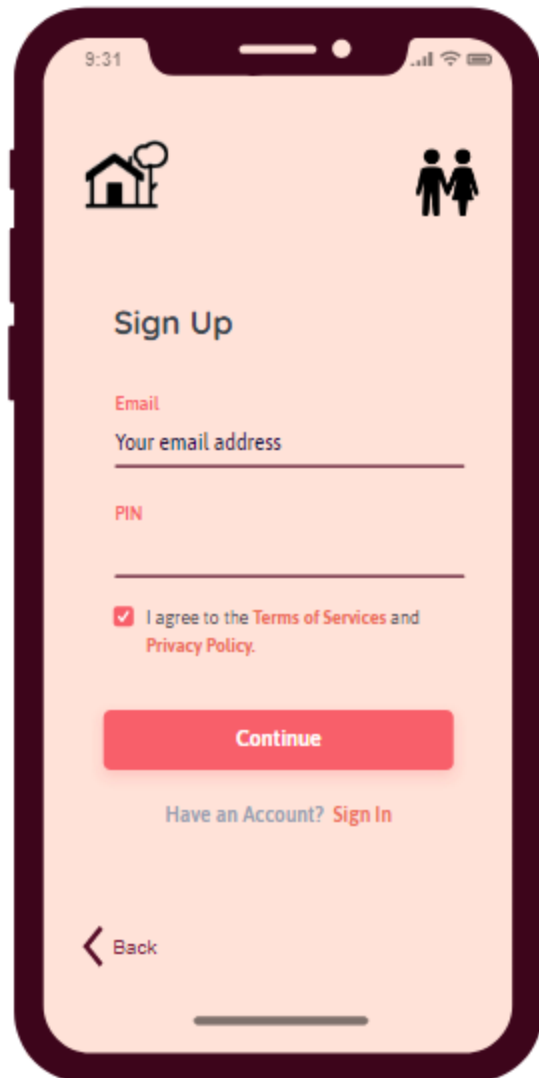 9:31
Sign Up
Email
Your email address
PIN
I agree to the Terms of Services and
Privacy Policy.
Continue
Have an Account? Sign In
Back